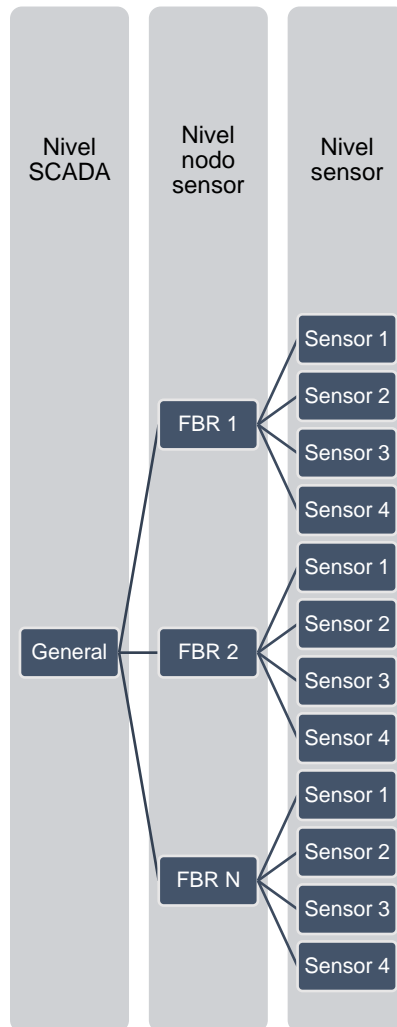 Nivel
SCADA
Nivel
nodo
sensor
Nivel
sensor
General
FBR 1
Sensor 1
Sensor 2
Sensor 3
Sensor 4
FBR 2
Sensor 1
Sensor 2
Sensor 3
Sensor 4
FBR N
Sensor 1
Sensor 2
Sensor 3
Sensor 4